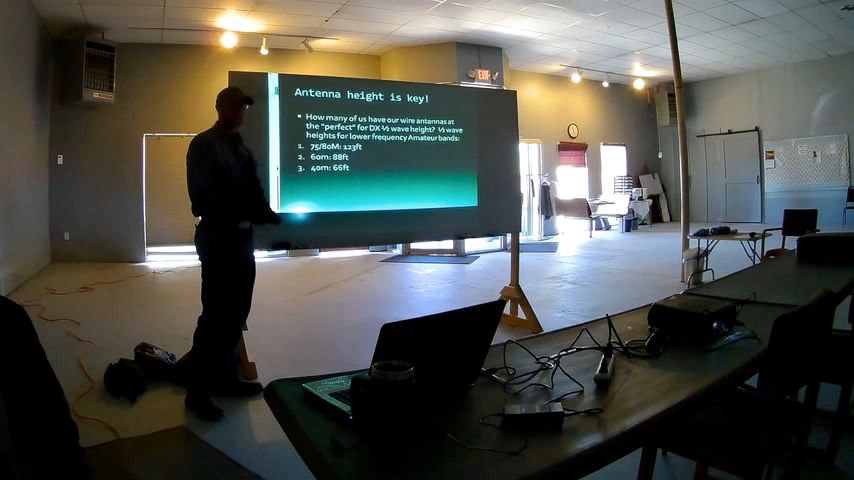 EXIT
Antenna height is key!
▪ How many of us have our wire antennas at
the "perfect" for DX ½ wave height? ½ wave
heights for lower frequency Amateur bands:
1. 75/80M: 123ft
2. 60m: 88ft
3. 40m: 66ft